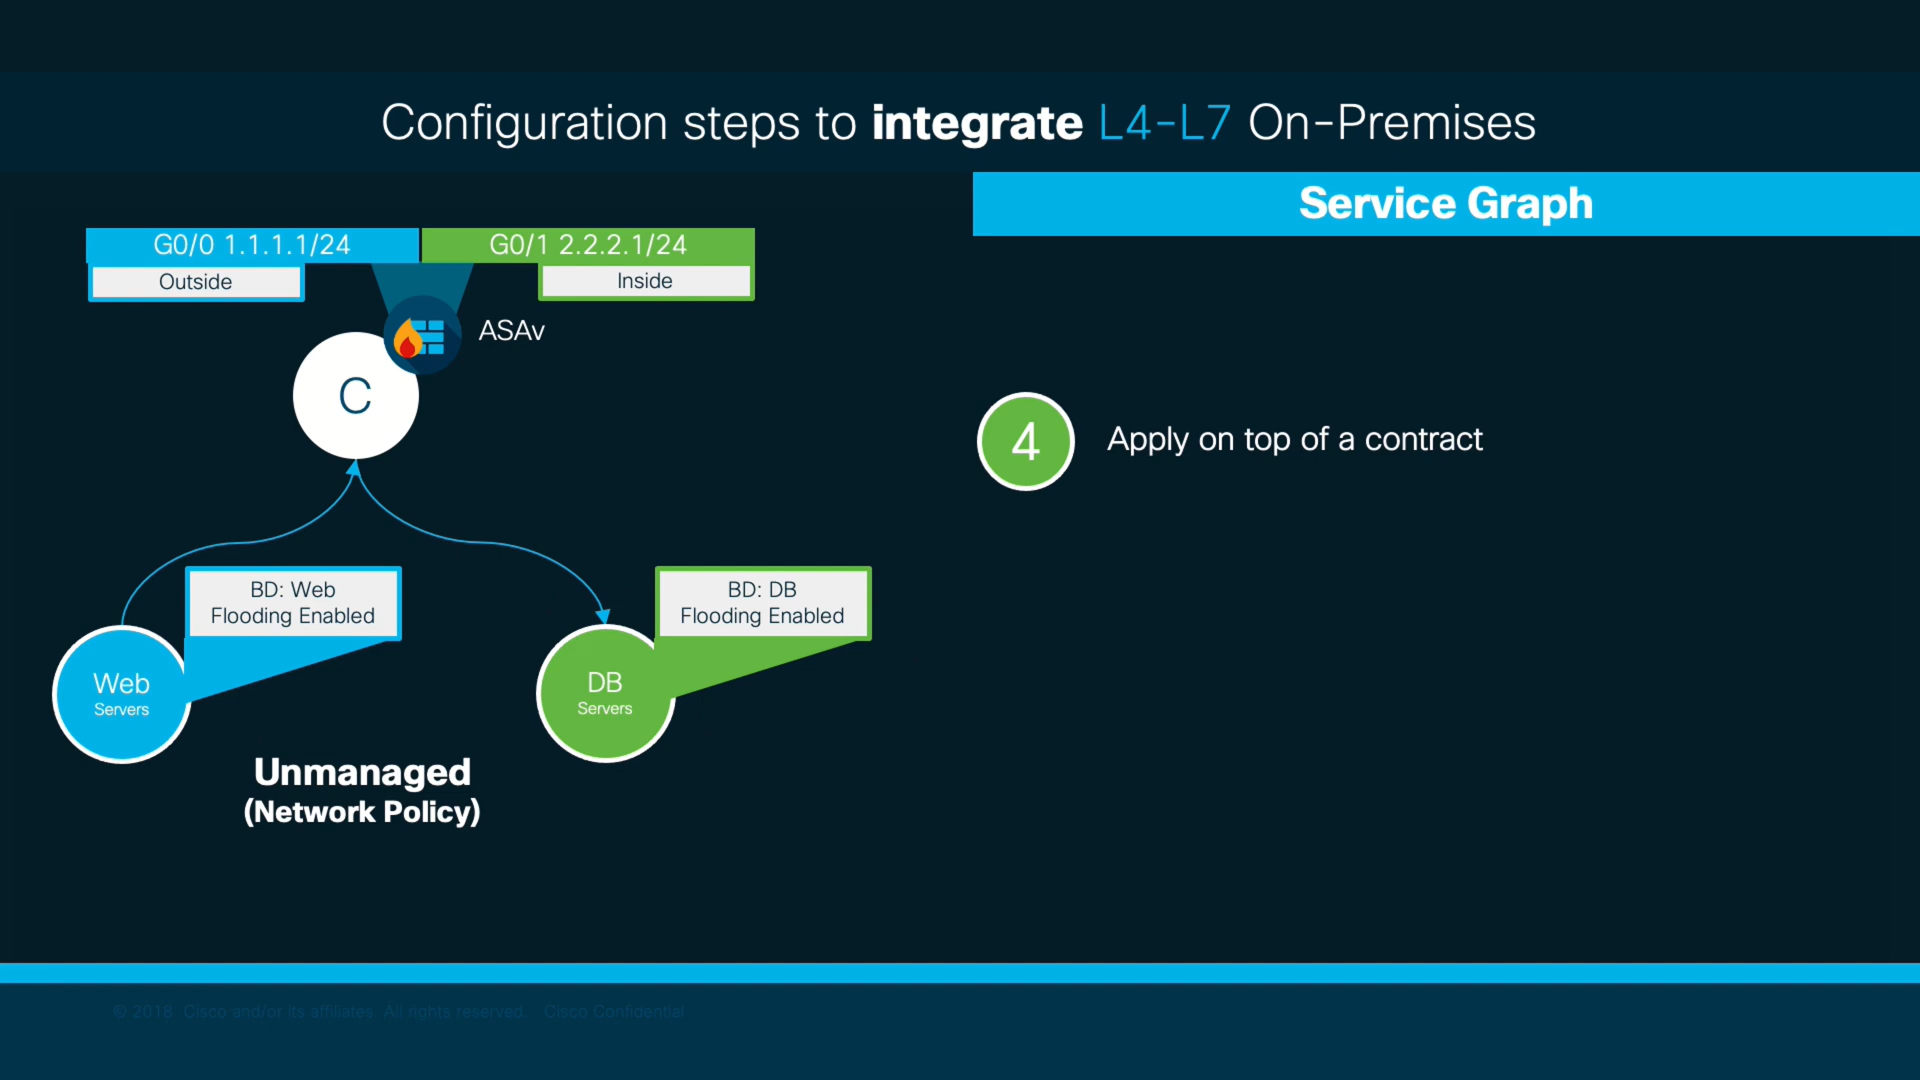 Configuration steps to integrate L4-L7 On-Premises
Service Graph
G0/0 1.1.1.1/24
G0/1 2.2.2.1/24
Outside
Inside
ASAv
C
4
Apply on top of a contract
BD: Web
Flooding Enabled
BD: DB
Flooding Enabled
Web
Servers
DB
Servers
Unmanaged
(Network Policy)
© 2018 Cisco and/or its affiliates. All rights reserved. Cisco Confidential